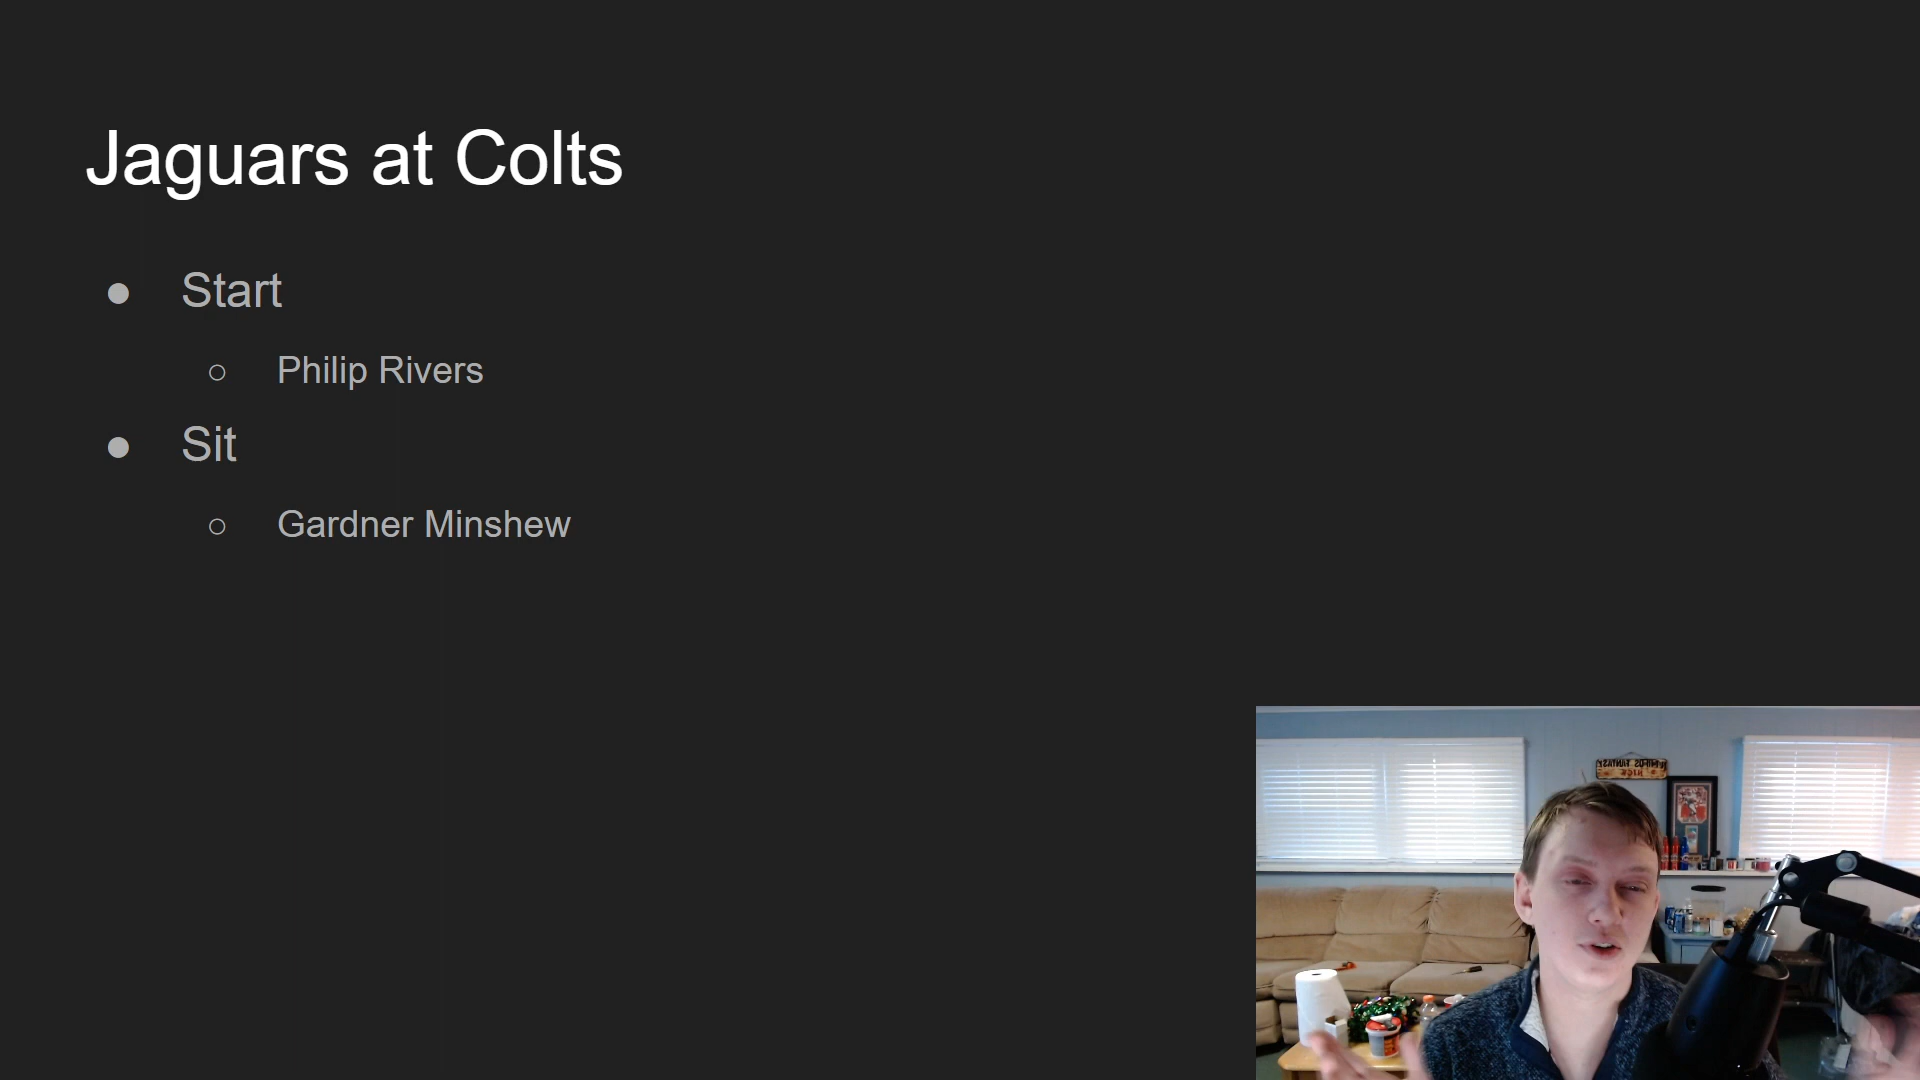 Jaguars at Colts
● Start
○ Philip Rivers
● Sit
○ Gardner Minshew